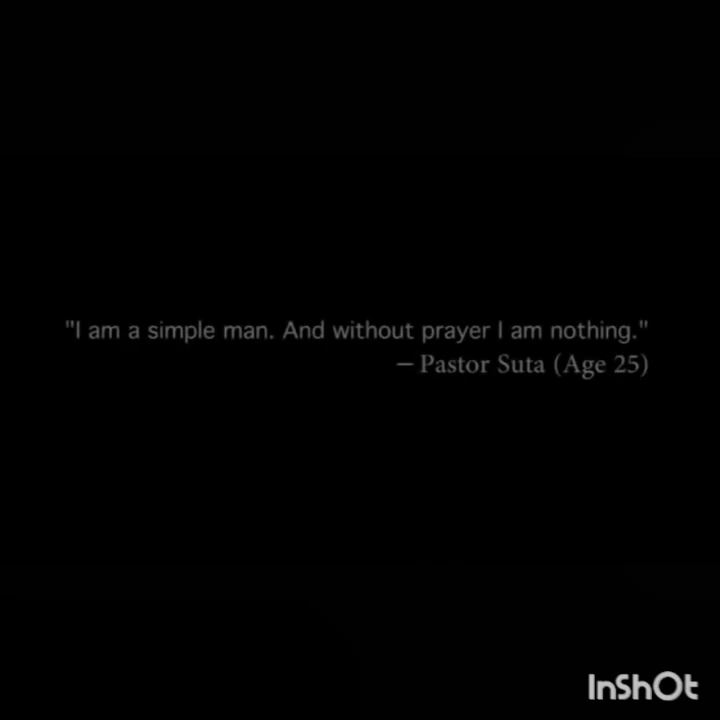 "I am a simple man. And without prayer I am nothing."
– Pastor Suta (Age 25)
InShOt